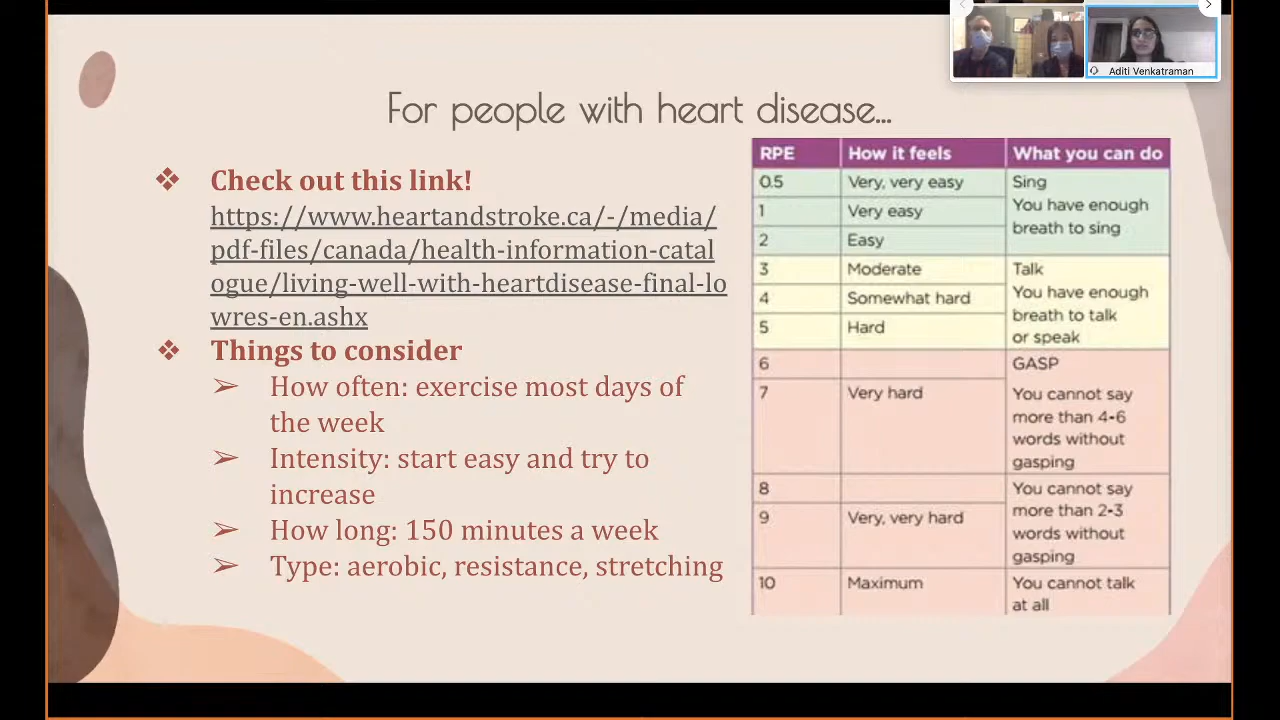 Aditi Venkatraman
For people with heart disease...
❖ Check out this link!
https://www.heartandstroke.ca/-/media/
pdf-files/canada/health-information-catal
ogue/living-well-with-heartdisease-final-lo
wres-en.ashx
❖ Things to consider
➢ How often: exercise most days of
the week
➢ Intensity: start easy and try to
increase
➢ How long: 150 minutes a week
➢ Type: aerobic, resistance, stretching
RPE How it feels What you can do
0.5 Very, very easy Sing
1 Very easy You have enough
breath to sing
2 Easy
3 Moderate Talk
4 Somewhat hard You have enough
breath to talk
5 Hard or speak
6 GASP
7 Very hard You cannot say
more than 4-6
words without
gasping
8 You cannot say
9 Very, very hard more than 2-3
words without
gasping
10 Maximum You cannot talk
at all